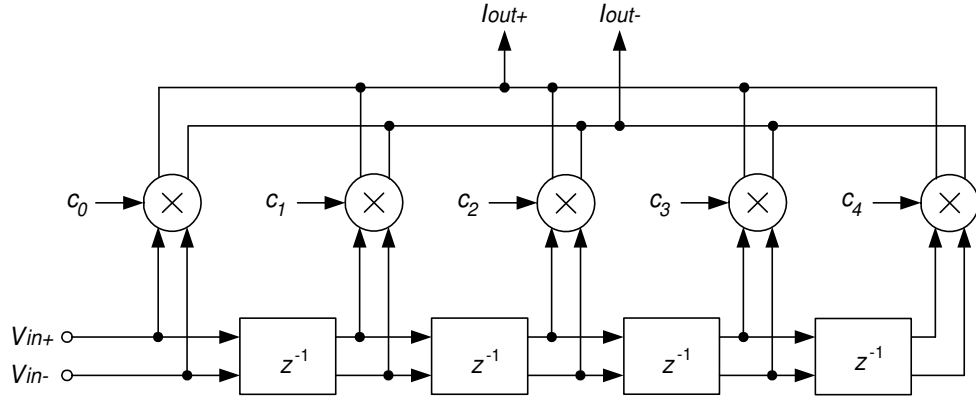 Iout+ Iout-
c0 c1 c2 c3 c4
Vin+
Vin-
z-1 z-1 z-1 z-1